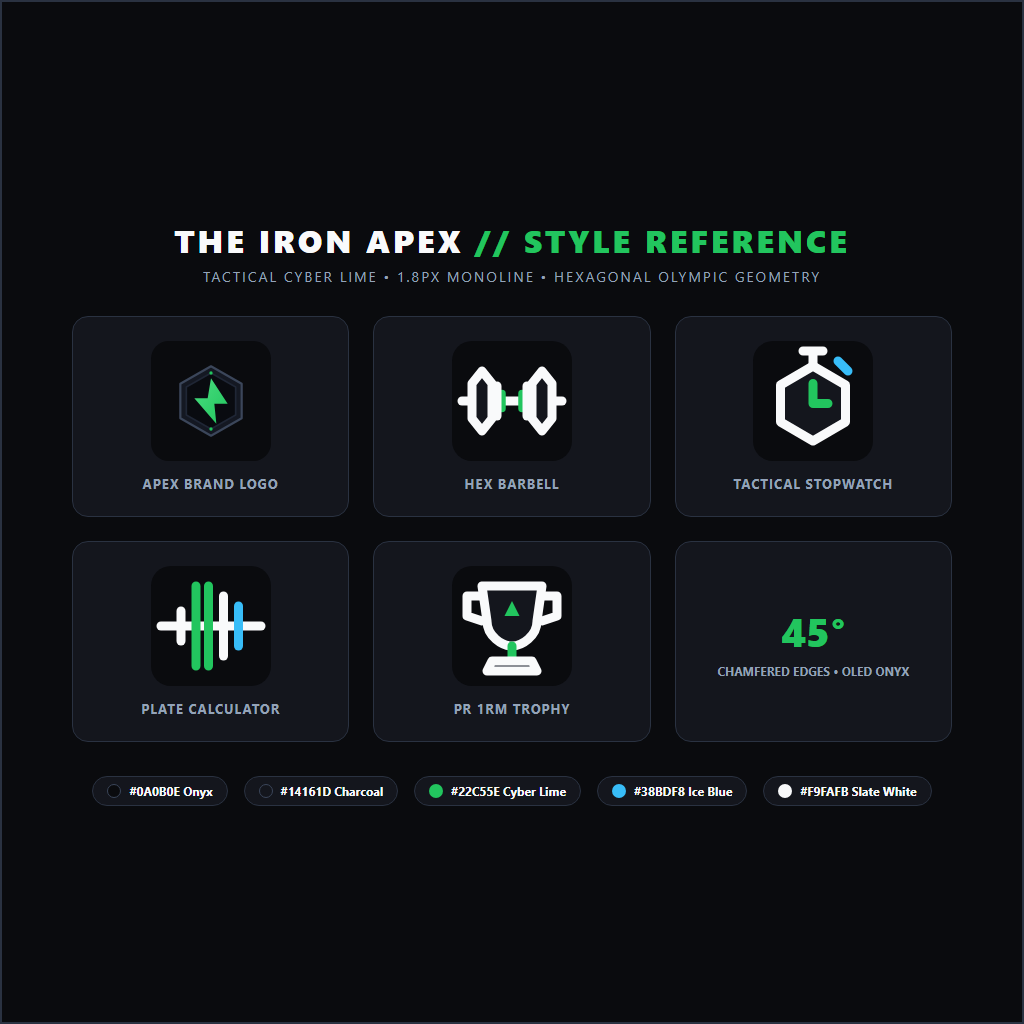 THE IRON APEX // STYLE REFERENCE
TACTICAL CYBER LIME • 1.8PX MONOLINE • HEXAGONAL OLYMPIC GEOMETRY
APEX BRAND LOGO
HEX BARBELL
TACTICAL STOPWATCH
PLATE CALCULATOR
PR 1RM TROPHY
45°
CHAMFERED EDGES • OLED ONYX
#0A0B0E Onyx
#14161D Charcoal
#22C55E Cyber Lime
#38BDF8 Ice Blue
#F9FAFB Slate White